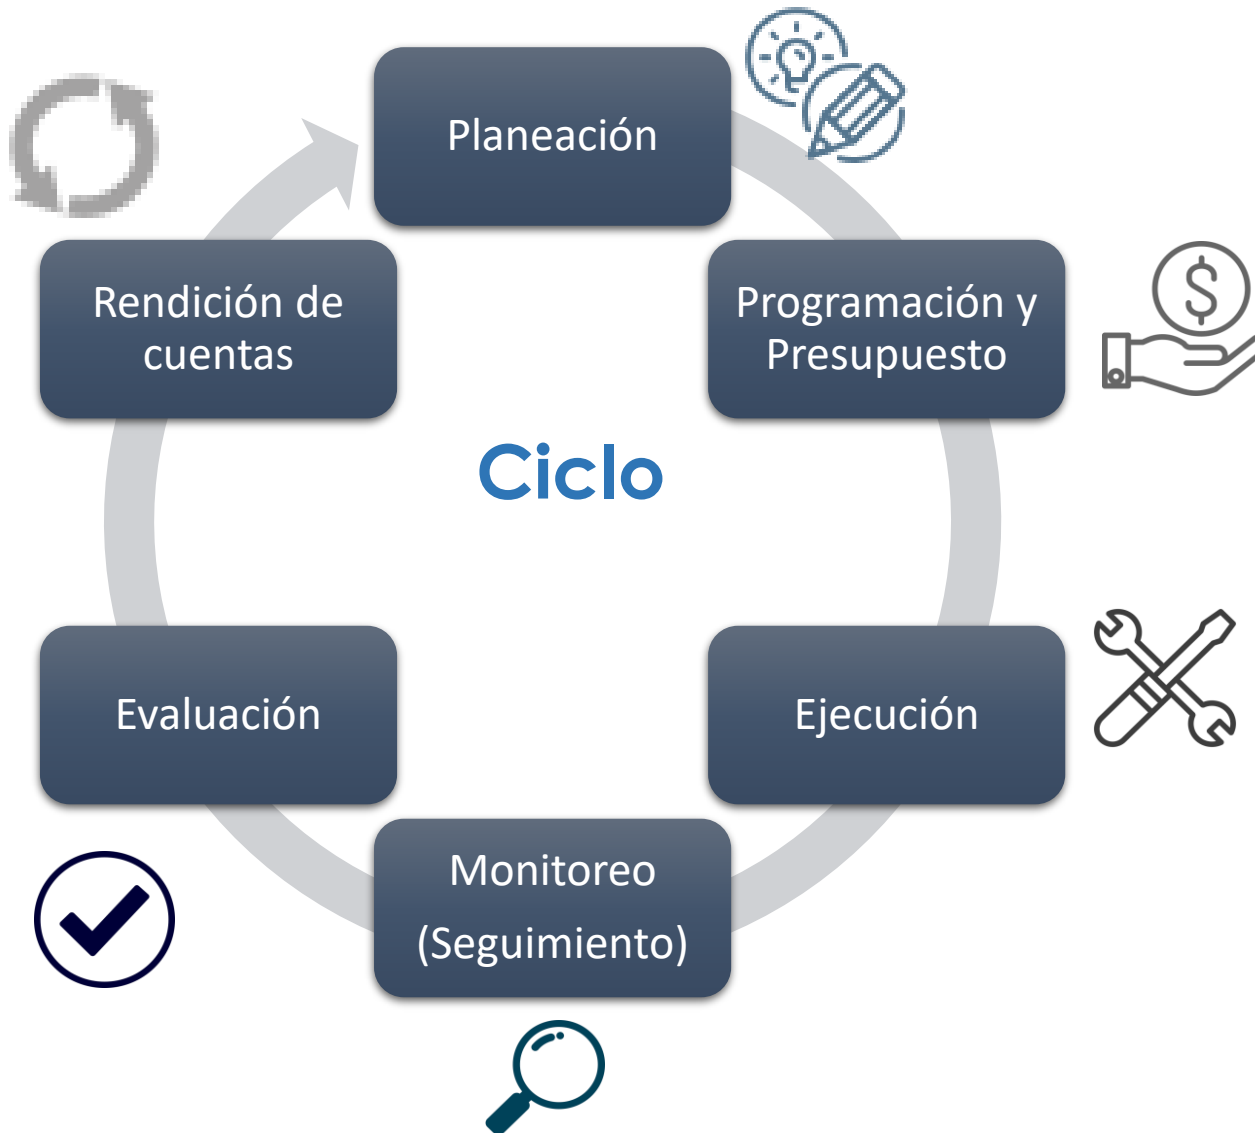 Planeación
Programación y
Presupuesto
Ejecución
Monitoreo
(Seguimiento)
Evaluación
Rendición de
cuentas
Ciclo
$